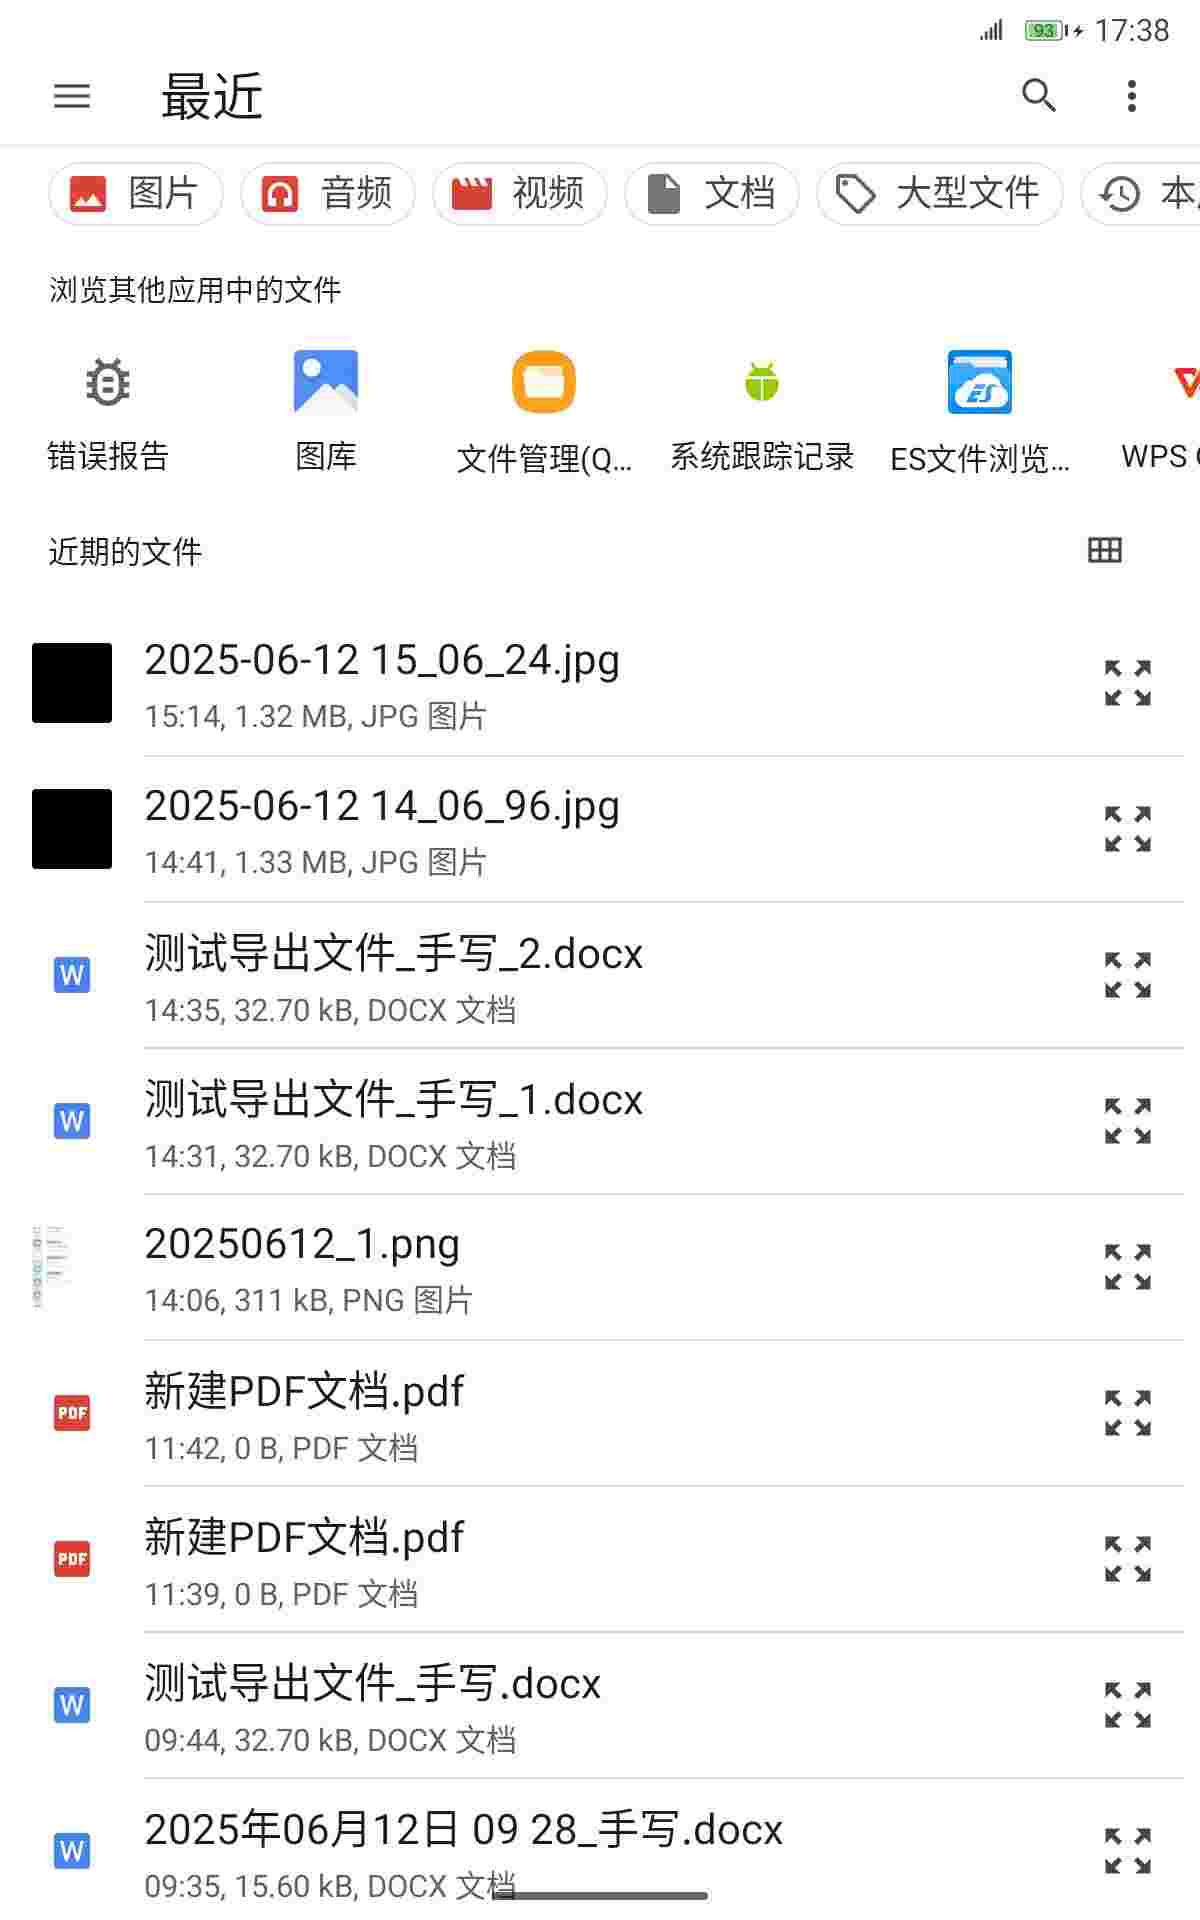 93 17:38
最近
图片 音频 视频 文档 大型文件 本
浏览其他应用中的文件
错误报告 图库 文件管理(Q... 系统跟踪记录 ES文件浏览... WPS
近期的文件
2025-06-12 15_06_24.jpg
15:14, 1.32 MB, JPG 图片
2025-06-12 14_06_96.jpg
14:41, 1.33 MB, JPG 图片
测试导出文件_手写_2.docx
14:35, 32.70 kB, DOCX 文档
测试导出文件_手写_1.docx
14:31, 32.70 kB, DOCX 文档
20250612_1.png
14:06, 311 kB, PNG 图片
新建PDF文档.pdf
11:42, 0 B, PDF 文档
新建PDF文档.pdf
11:39, 0 B, PDF 文档
测试导出文件_手写.docx
09:44, 32.70 kB, DOCX 文档
2025年06月12日 09 28_手写.docx
09:35, 15.60 kB, DOCX 文档